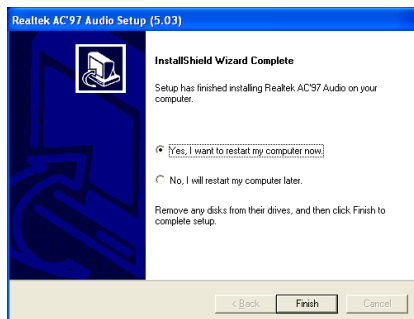 Realtek AC'97 Audio Setup (5.03)
InstallShield Wizard Complete
Setup has finished installing Realtek AC'97 Audio on your
computer.
Yes, I want to restart my computer now.
No, I will restart my computer later.
Remove any disks from their drives, and then click Finish to
complete setup.
< Back Finish Cancel